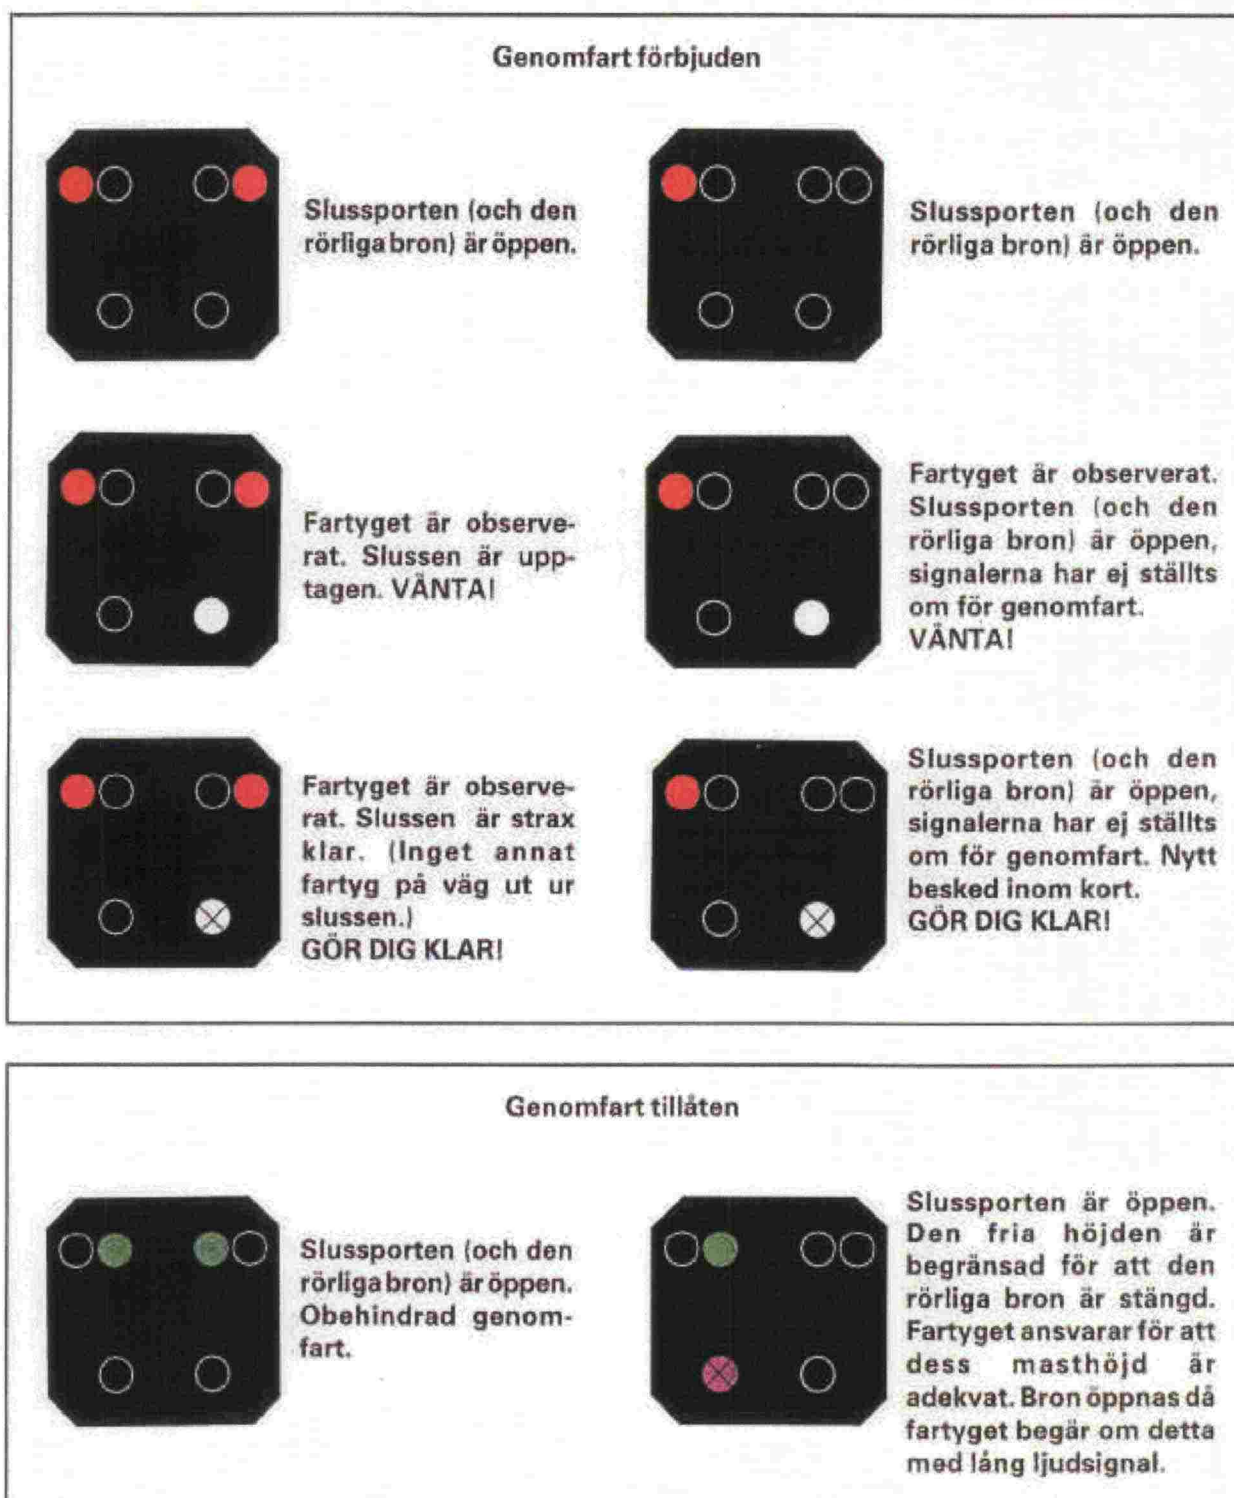 Genomfart förbjuden
Slussporten (och den
rörliga bron) är öppen.
Slussporten (och den
rörliga bron) är öppen.
Fartyget är observe-
rat. Slussen är upp-
tagen. VÄNTA!
Fartyget är observerat.
Slussporten (och den
rörliga bron) är öppen,
signalerna har ej ställts
om för genomfart.
VÄNTA!
Fartyget är observe-
rat. Slussen är strax
klar. (Inget annat
fartyg på väg ut ur
slussen.)
GÖR DIG KLAR!
Slussporten (och den
rörliga bron) är öppen,
signalerna har ej ställts
om för genomfart. Nytt
besked inom kort.
GÖR DIG KLAR!
Genomfart tillåten
Slussporten (och den
rörliga bron) är öppen.
Obehindrad genom-
fart.
Slussporten är öppen.
Den fria höjden är
begränsad för att den
rörliga bron är stängd.
Fartyget ansvarar för att
dess masthöjd är
adekvat. Bron öppnas då
fartyget begär om detta
med lång ljudsignal.